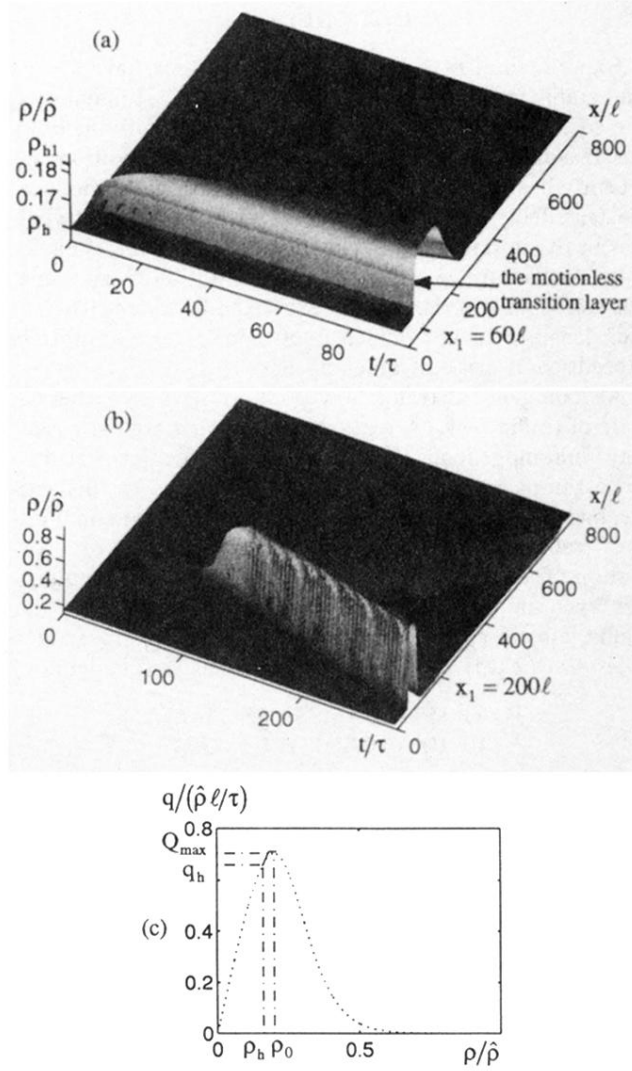 (a)
ρ/ρ̂
ρh1
0.18
0.17
ρh
0
20
40
60
80
t/τ
x/ℓ
800
600
400
200
0
the motionless
transition layer
x₁ = 60ℓ
(b)
ρ/ρ̂
0.8
0.6
0.4
0.2
0
100
200
t/τ
x/ℓ
800
600
400
x₁ = 200ℓ
0
q/(ρ̂ ℓ/τ)
0.8
Qmax
qh
(c)
0.4
0
0
ρh
ρ0
0.5
ρ/ρ̂